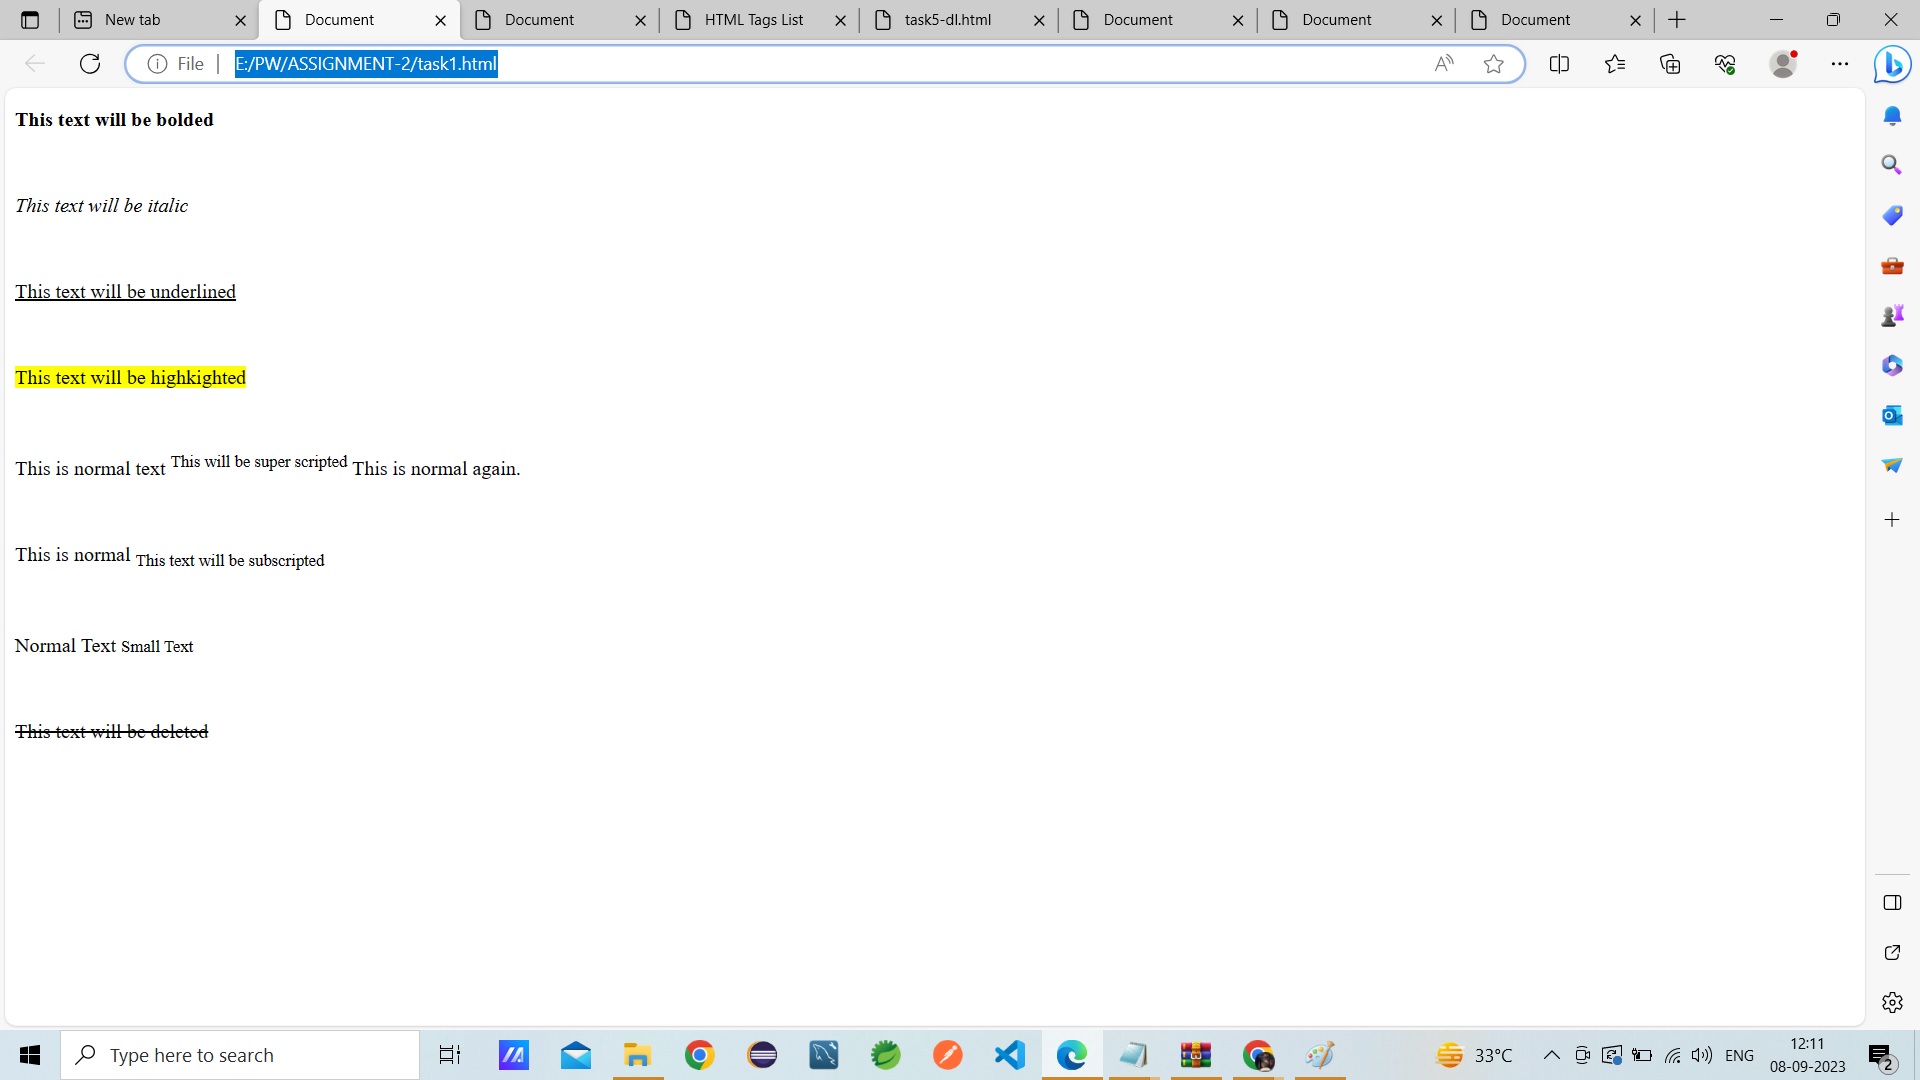 New tab
Document
Document
HTML Tags List
task5-dl.html
Document
Document
Document
File
E:/PW/ASSIGNMENT-2/task1.html
This text will be bolded
This text will be italic
This text will be underlined
This text will be highkighted
This is normal text This will be super scripted This is normal again.
This is normal This text will be subscripted
Normal Text Small Text
This text will be deleted
Type here to search
33°C
ENG
12:11
08-09-2023
2